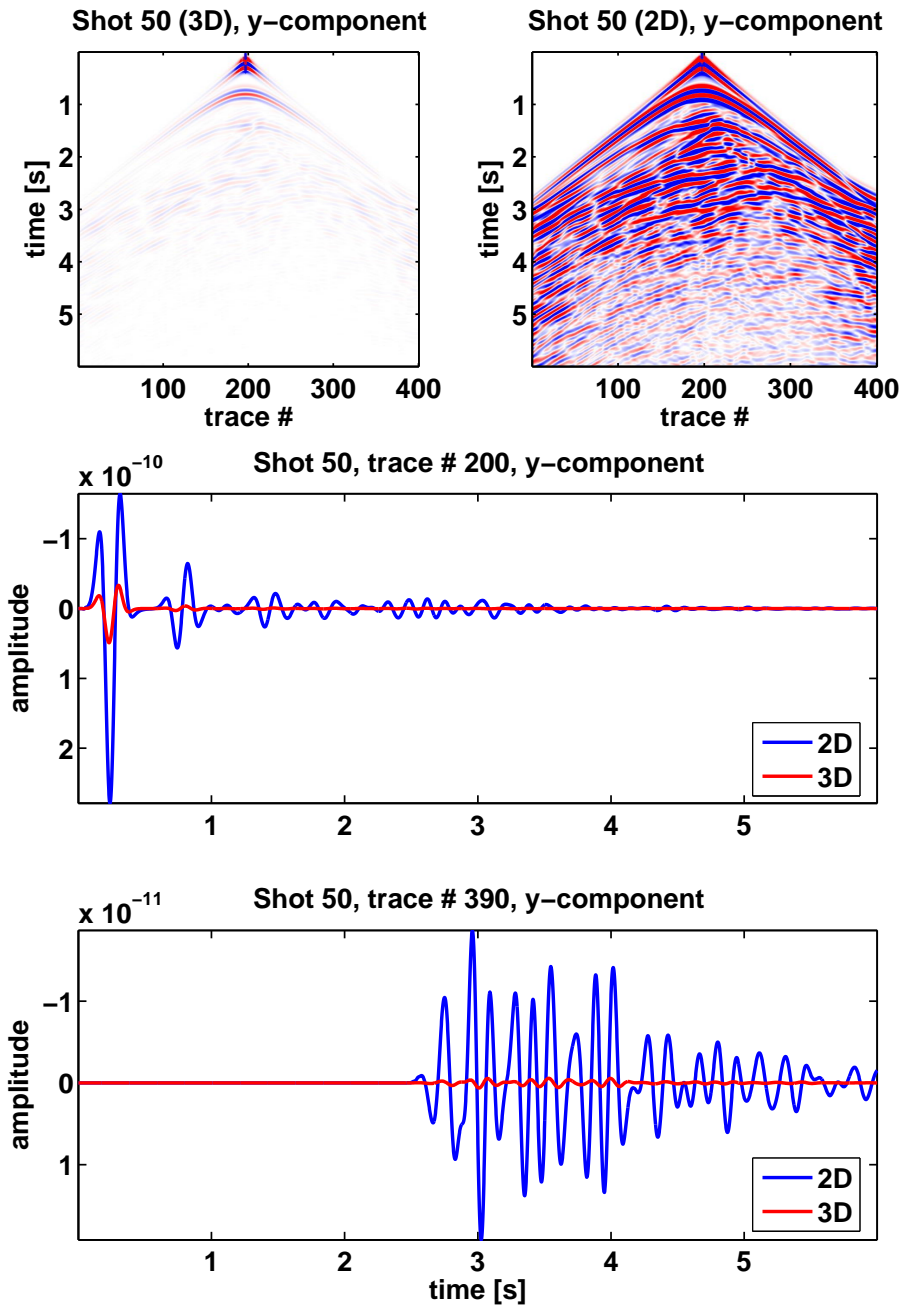 Shot 50 (3D), y−component
Shot 50 (2D), y−component
time [s]
1
2
3
4
5
100 200 300 400
trace #
time [s]
1
2
3
4
5
100 200 300 400
trace #
x 10−10
Shot 50, trace # 200, y−component
amplitude
−1
0
1
2
2D
3D
1 2 3 4 5
x 10−11
Shot 50, trace # 390, y−component
amplitude
−1
0
1
2D
3D
1 2 3 4 5
time [s]